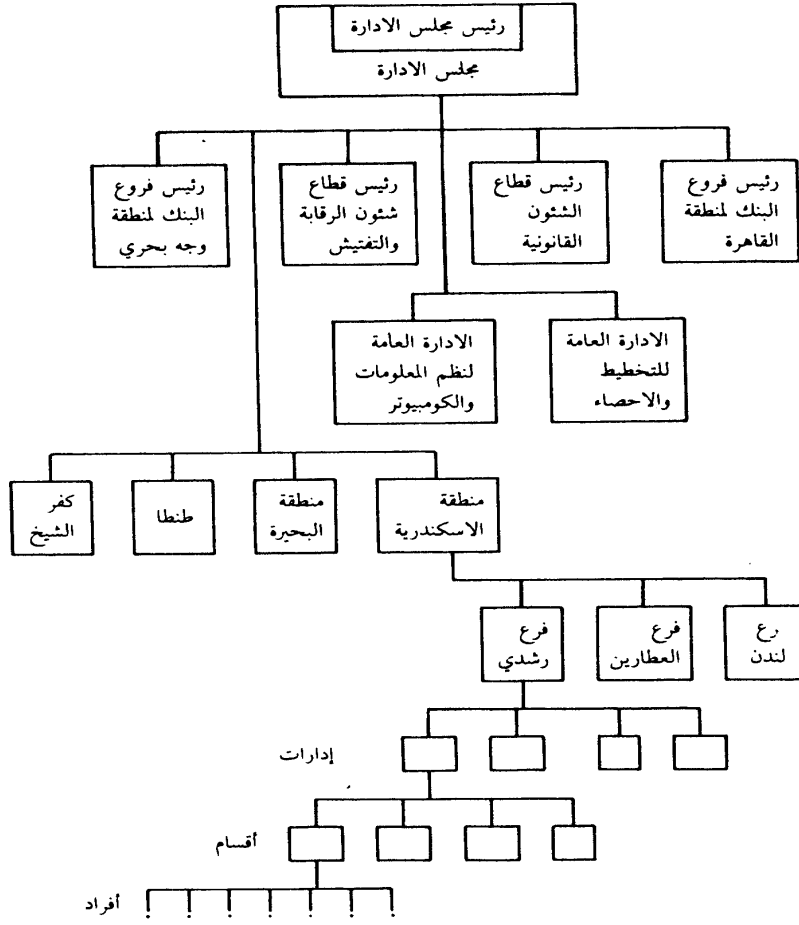 رئيس مجلس الادارة
مجلس الادارة
رئيس فروع
البنك لمنطقة
القاهرة
رئيس قطاع
الشئون
القانونية
رئيس قطاع
شئون الرقابة
والتفتيش
رئيس فروع
البنك لمنطقة
وجه بحري
الادارة العامة
للتخطيط
والاحصاء
الادارة العامة
لنظم المعلومات
والكومبيوتر
منطقة
الاسكندرية
منطقة
البحيرة
طنطا
كفر
الشيخ
رع
لندن
فرع
العطارين
فرع
رشدي
إدارات
أقسام
أفراد